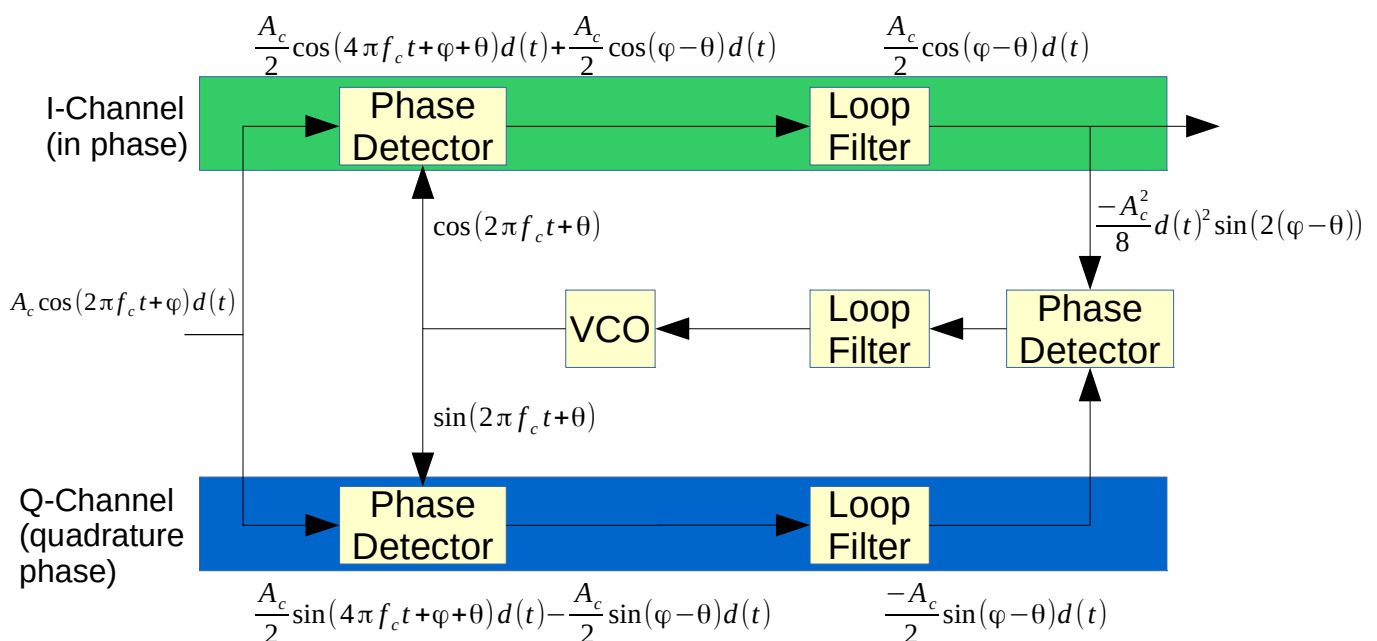 A_c/2 cos(4πf_c t+φ+θ)d(t)+A_c/2 cos(φ−θ)d(t)
A_c/2 cos(φ−θ)d(t)
I-Channel
(in phase)
Phase
Detector
Loop
Filter
cos(2πf_c t+θ)
−A_c²/8 d(t)² sin(2(φ−θ))
A_c cos(2πf_c t+φ)d(t)
VCO
Loop
Filter
Phase
Detector
sin(2πf_c t+θ)
Q-Channel
(quadrature
phase)
Phase
Detector
Loop
Filter
A_c/2 sin(4πf_c t+φ+θ)d(t)−A_c/2 sin(φ−θ)d(t)
−A_c/2 sin(φ−θ)d(t)